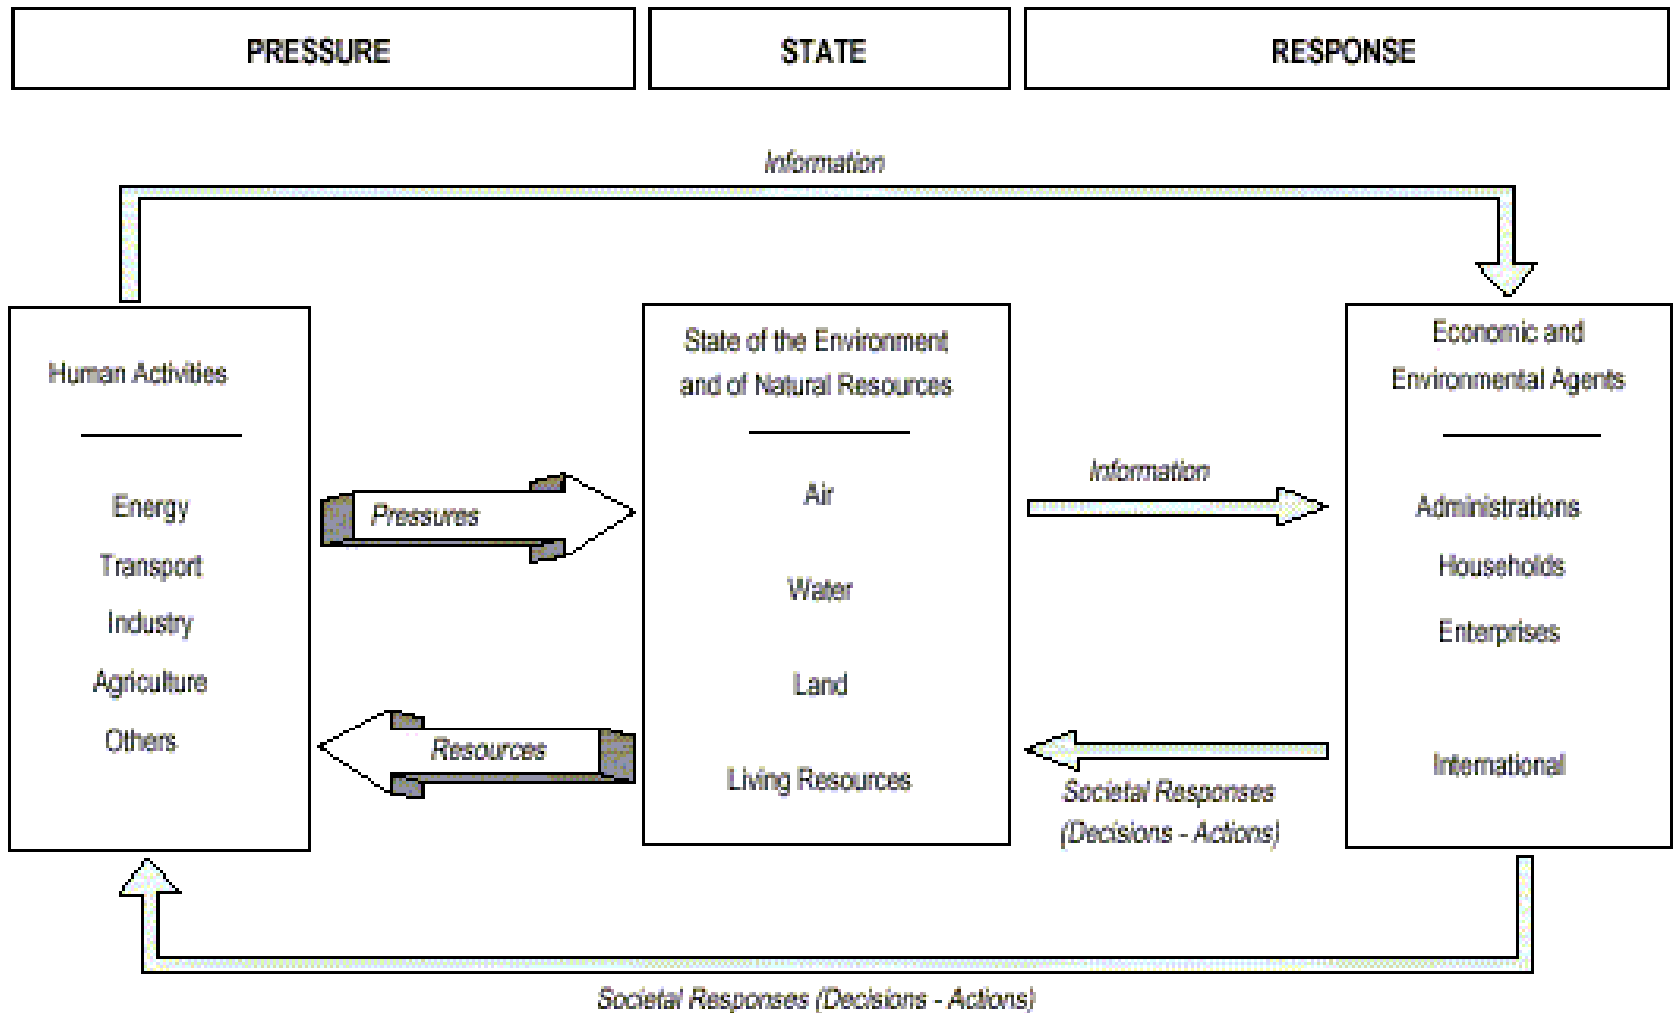 PRESSURE
STATE
RESPONSE
Information
Human Activities
Energy
Transport
Industry
Agriculture
Others
Pressures
Resources
State of the Environment
and of Natural Resources
Air
Water
Land
Living Resources
Information
Societal Responses
(Decisions - Actions)
Economic and
Environmental Agents
Administrations
Households
Enterprises
International
Societal Responses (Decisions - Actions)